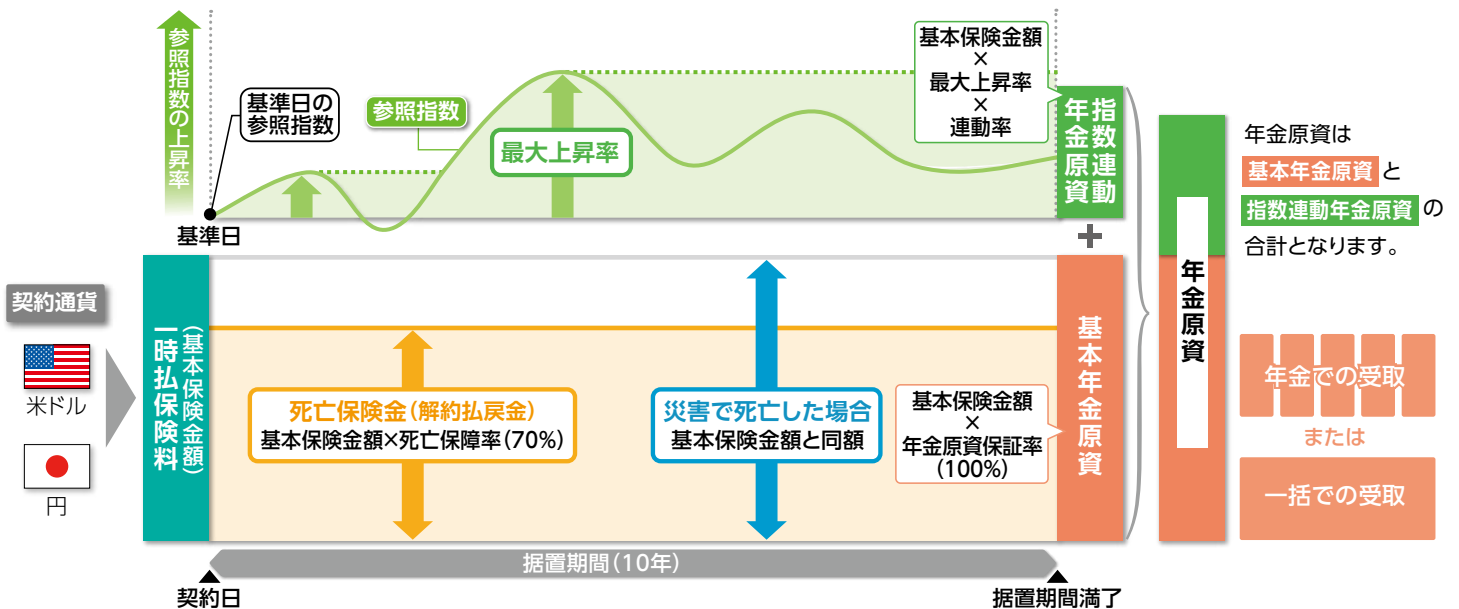 参照指数の上昇率
基準日の
参照指数
参照指数
最大上昇率
基本保険金額
×
最大上昇率
×
連動率
指数連動
年金原資
基準日
+
契約通貨
米ドル
円
一時払保険料
(基本保険金額)
死亡保険金(解約払戻金)
基本保険金額×死亡保障率(70%)
災害で死亡した場合
基本保険金額と同額
基本保険金額
×
年金原資保証率
(100%)
基本年金原資
据置期間(10年)
契約日
据置期間満了
年金原資
年金原資は
基本年金原資 と
指数連動年金原資 の
合計となります。
年金での受取
または
一括での受取